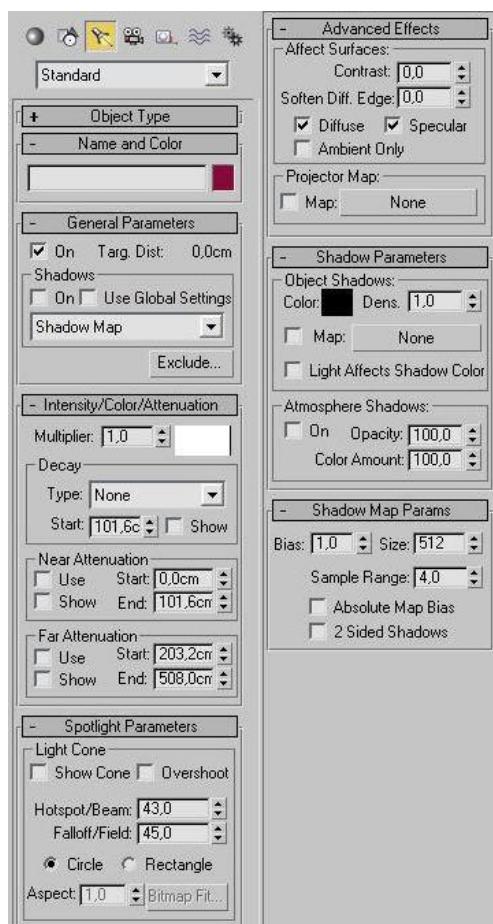 Standard
+ Object Type
- Name and Color
- General Parameters
On Targ. Dist: 0,0cm
Shadows
On Use Global Settings
Shadow Map
Exclude...
- Intensity/Color/Attenuation
Multiplier: 1,0
Decay
Type: None
Start: 101,6c Show
Near Attenuation
Use Start: 0,0cm
Show End: 101,6cm
Far Attenuation
Use Start: 203,2cm
Show End: 508,0cm
- Spotlight Parameters
Light Cone
Show Cone Overshoot
Hotspot/Beam: 43,0
Falloff/Field: 45,0
Circle Rectangle
Aspect: 1,0 Bitmap Fit...
- Advanced Effects
Affect Surfaces:
Contrast: 0,0
Soften Diff. Edge: 0,0
Diffuse Specular
Ambient Only
Projector Map:
Map: None
- Shadow Parameters
Object Shadows:
Color: Dens. 1,0
Map: None
Light Affects Shadow Color
Atmosphere Shadows:
On Opacity: 100,0
Color Amount: 100,0
- Shadow Map Params
Bias: 1,0 Size: 512
Sample Range: 4,0
Absolute Map Bias
2 Sided Shadows